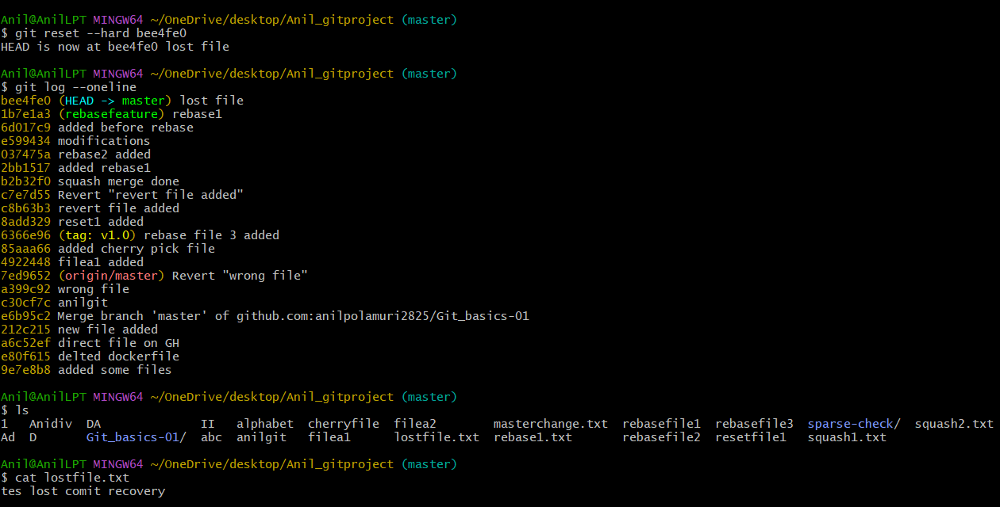 Anil@AnilLPT MINGW64 ~/OneDrive/desktop/Anil_gitproject (master)
$ git reset --hard bee4fe0
HEAD is now at bee4fe0 lost file
Anil@AnilLPT MINGW64 ~/OneDrive/desktop/Anil_gitproject (master)
$ git log --oneline
bee4fe0 (HEAD -> master) lost file
1b7e1a3 (rebasefeature) rebase1
6d017c9 added before rebase
e599434 modifications
037475a rebase2 added
2bb1517 added rebase1
b2b32f0 squash merge done
c7e7d55 Revert "revert file added"
c8b63b3 revert file added
8add329 reset1 added
6366e96 (tag: v1.0) rebase file 3 added
85aaa66 added cherry pick file
4922448 filea1 added
7ed9652 (origin/master) Revert "wrong file"
a399c92 wrong file
c30cf7c anilgit
e6b95c2 Merge branch 'master' of github.com:anilpolamuri2825/Git_basics-01
212c215 new file added
a6c52ef direct file on GH
e80f615 delted dockerfile
9e7e8b8 added some files
Anil@AnilLPT MINGW64 ~/OneDrive/desktop/Anil_gitproject (master)
$ ls
1   Anidiv  DA              II   alphabet  cherryfile  filea2        masterchange.txt  rebasefile1  rebasefile3  sparse-check/  squash2.txt
Ad  D       Git_basics-01/  abc  anilgit   filea1      lostfile.txt  rebase1.txt       rebasefile2  resetfile1   squash1.txt
Anil@AnilLPT MINGW64 ~/OneDrive/desktop/Anil_gitproject (master)
$ cat lostfile.txt
tes lost comit recovery